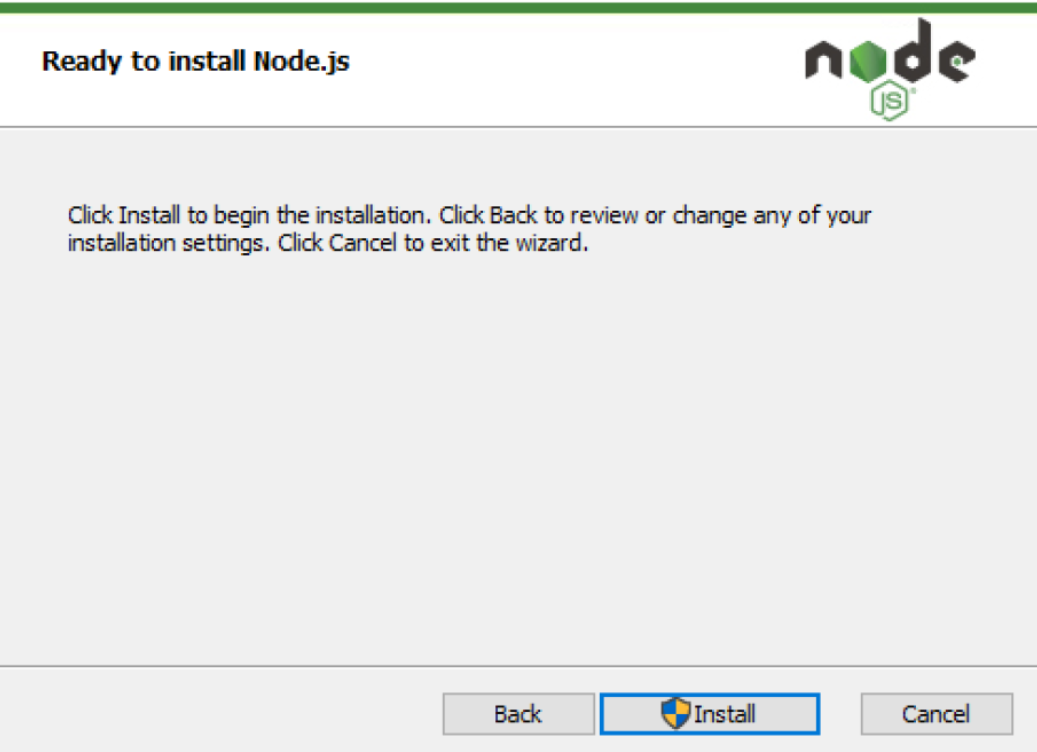 Ready to install Node.js
node
JS
Click Install to begin the installation. Click Back to review or change any of your
installation settings. Click Cancel to exit the wizard.
Back
Install
Cancel